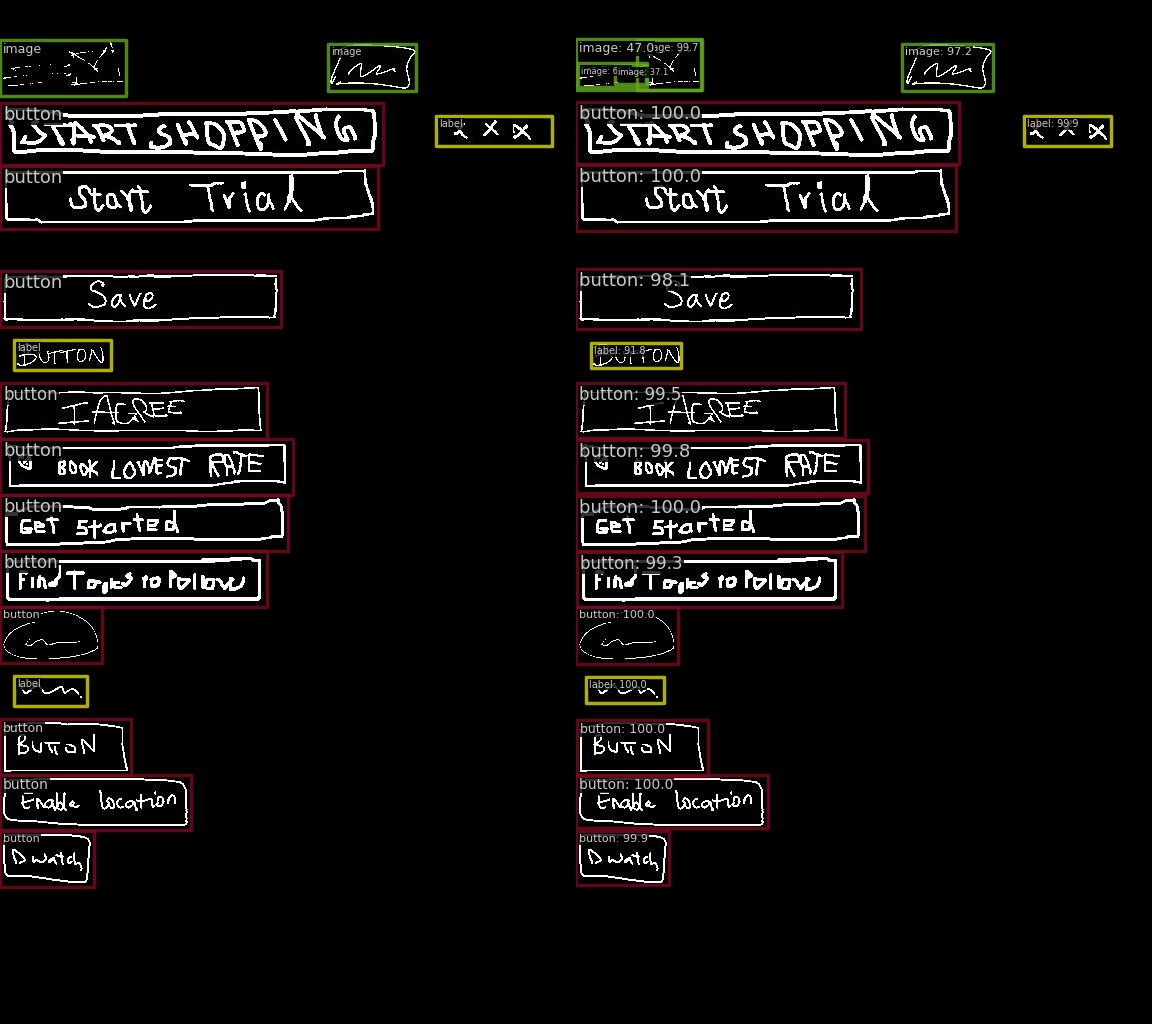 image image image: 47.0 image: 99.7 image: 97.2
image: 37.1
button button: 100.0
START SHOPPING label START SHOPPING label: 99.9
button button: 100.0
Start Trial Start Trial
button button: 98.1
Save Save
label label: 91.8
BUTTON BUTTON
button button: 99.5
I AGREE I AGREE
button button: 99.8
BOOK LOWEST RATE BOOK LOWEST RATE
button button: 100.0
GET Started GET Started
button button: 99.3
Find Topics to Follow Find Topics to Follow
button button: 100.0
label label: 100.0
button button: 100.0
BUTTON BUTTON
button button: 100.0
Enable location Enable location
button button: 99.9
D watch D watch